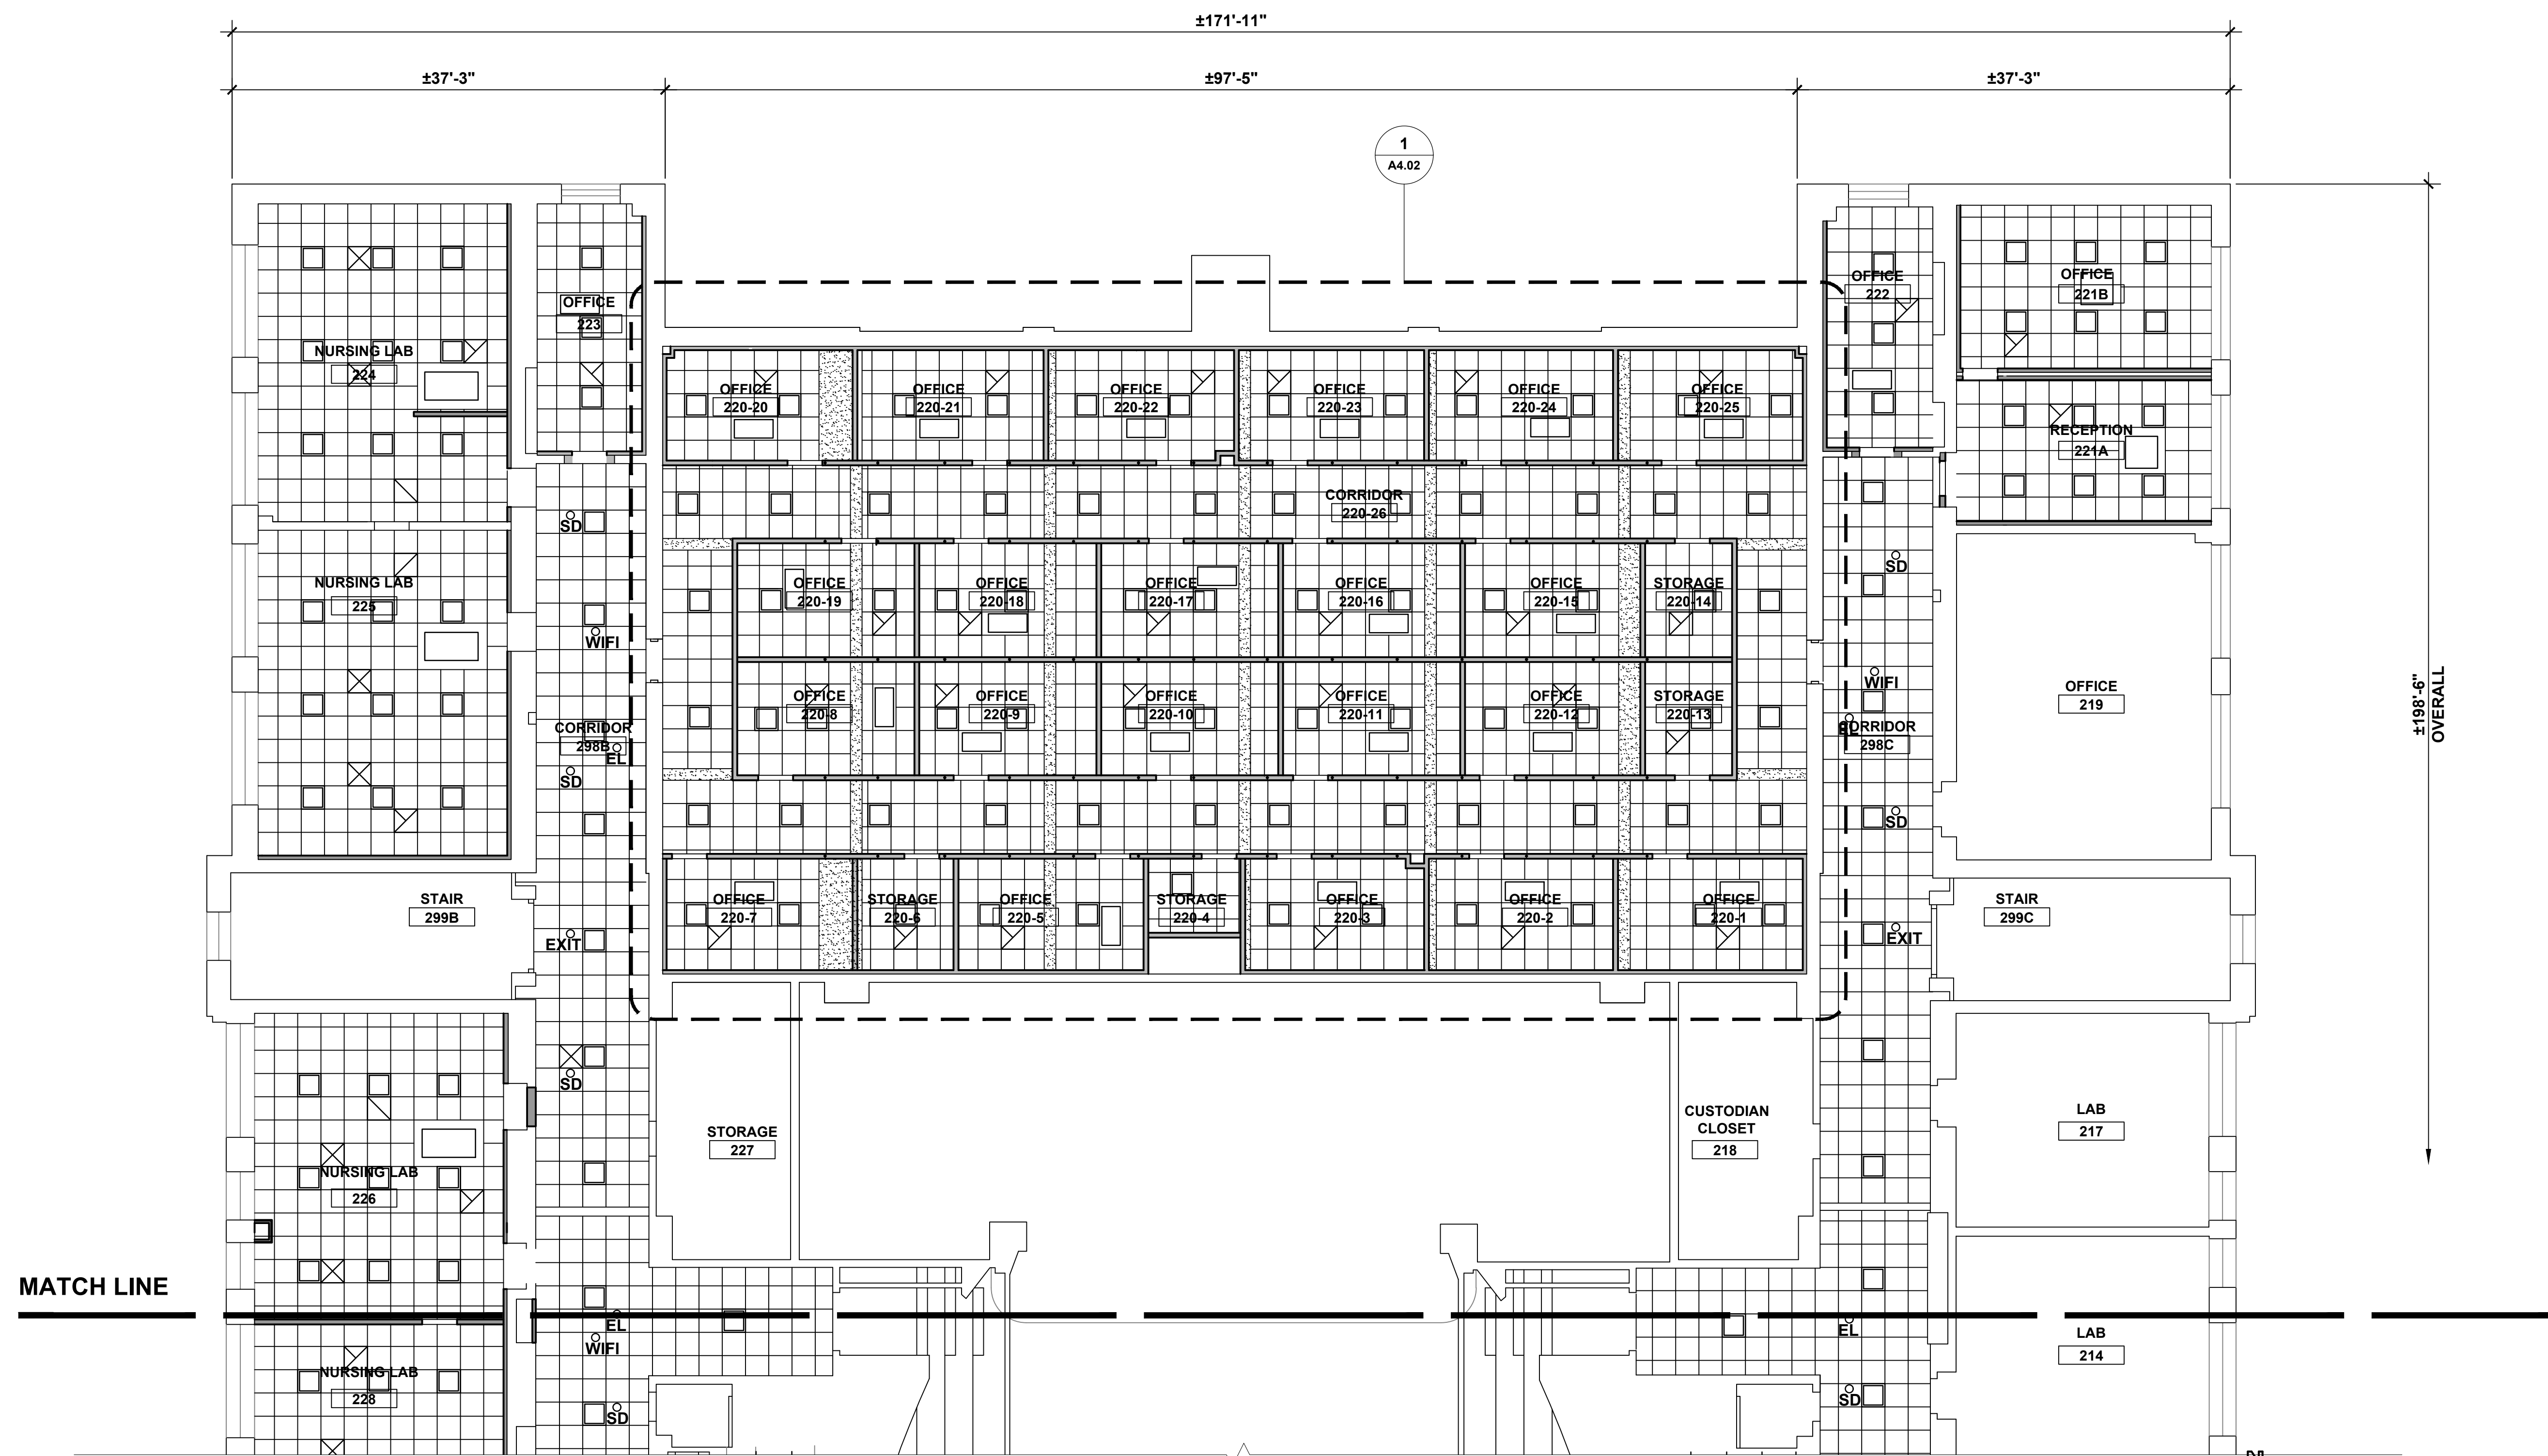 ±171'-11"
±37'-3"
±97'-5"
±37'-3"
1
A4.02
±198'-6"
OVERALL
OFFICE
223
OFFICE
222
OFFICE
221B
NURSING LAB
224
OFFICE
220-20
OFFICE
220-21
OFFICE
220-22
OFFICE
220-23
OFFICE
220-24
OFFICE
220-25
RECEPTION
221A
CORRIDOR
220-26
SD
SD
NURSING LAB
225
OFFICE
220-19
OFFICE
220-18
OFFICE
220-17
OFFICE
220-16
OFFICE
220-15
STORAGE
220-14
WIFI
WIFI
OFFICE
219
OFFICE
220-8
OFFICE
220-9
OFFICE
220-10
OFFICE
220-11
OFFICE
220-12
STORAGE
220-13
CORRIDOR
298B
EL
SD
EL
CORRIDOR
298C
SD
STAIR
299B
EXIT
OFFICE
220-7
STORAGE
220-6
OFFICE
220-5
STORAGE
220-4
OFFICE
220-3
OFFICE
220-2
OFFICE
220-1
EXIT
STAIR
299C
SD
STORAGE
227
CUSTODIAN
CLOSET
218
LAB
217
NURSING LAB
226
MATCH LINE
EL
WIFI
EL
LAB
214
NURSING LAB
228
SD
SD